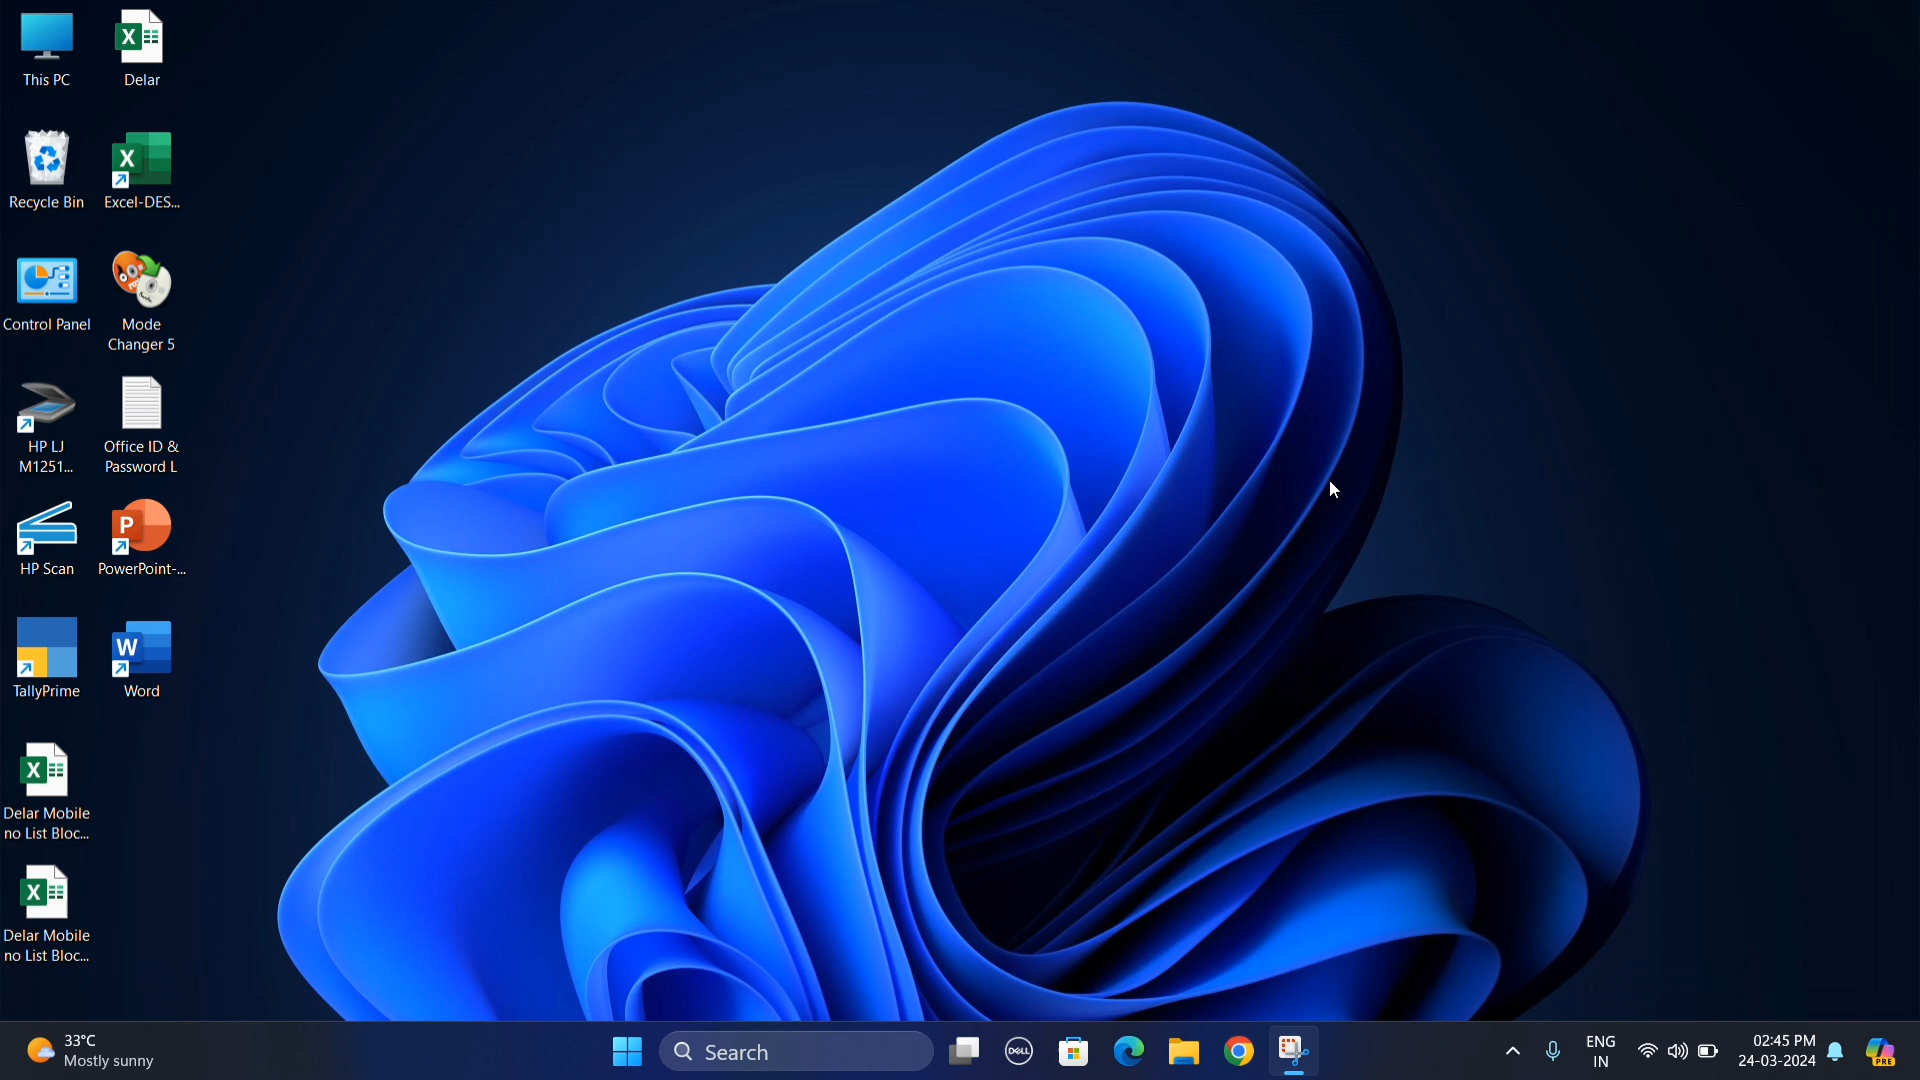 This PC
Delar
Recycle Bin
Excel-DES...
Control Panel
Mode
Changer 5
HP LJ
M1251...
Office ID &
Password L
HP Scan
PowerPoint-...
TallyPrime
Word
Delar Mobile
no List Bloc...
Delar Mobile
no List Bloc...
33°C
Mostly sunny
Search
DELL
ENG
IN
02:45 PM
24-03-2024
PRE